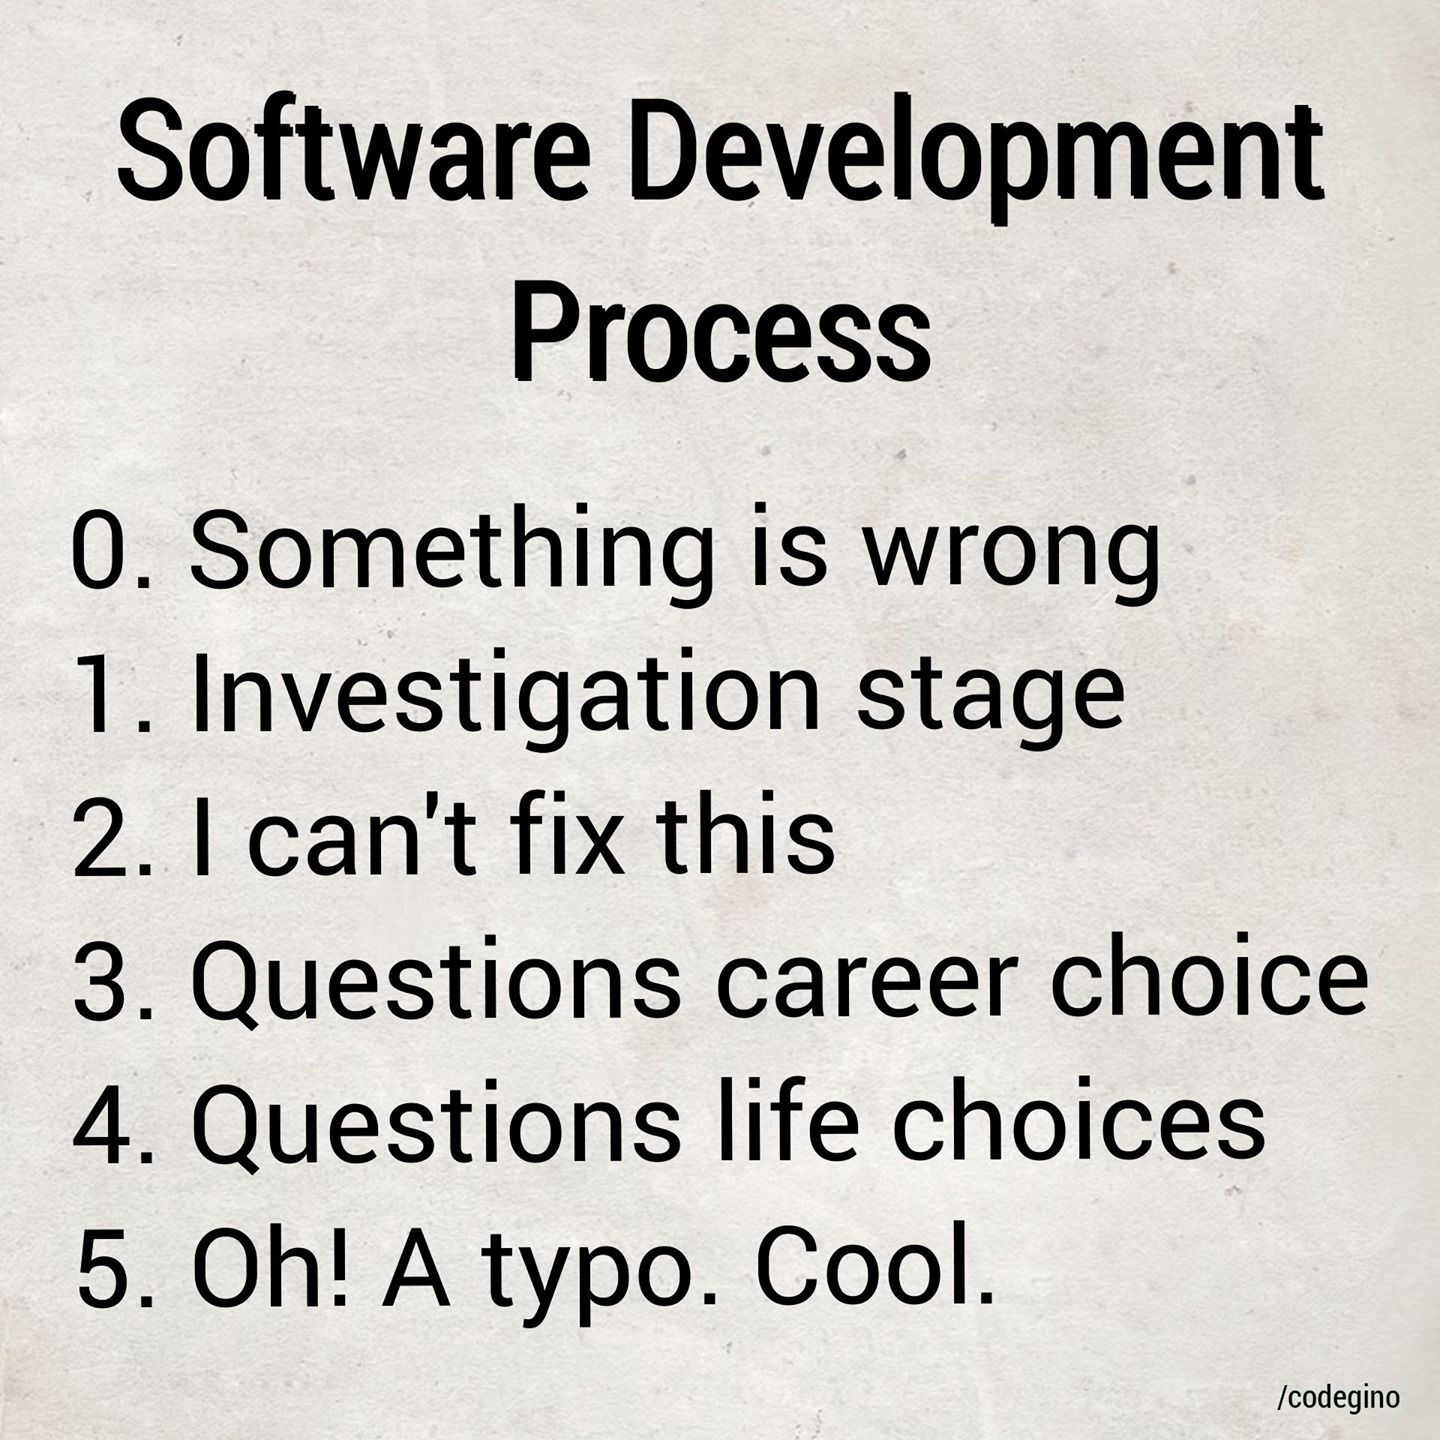 Software Development
Process
0. Something is wrong
1. Investigation stage
2. I can't fix this
3. Questions career choice
4. Questions life choices
5. Oh! A typo. Cool.
/codegino